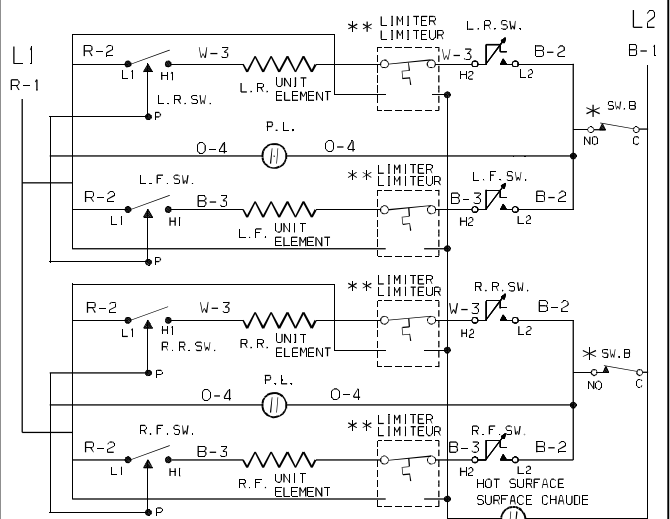 L1
R-1
L2
B-1
** LIMITER
LIMITEUR
L.R.SW.
R-2
W-3
W-3
B-2
L1
H1
H2
L2
L.R. UNIT
ELEMENT
L.R.SW.
P
* SW.B
NO
C
P.L.
O-4
O-4
** LIMITER
LIMITEUR
L.F.SW.
L.F.SW.
R-2
B-3
B-3
B-2
L1
H1
H2
L2
L.F. UNIT
ELEMENT
P
** LIMITER
LIMITEUR
R.R.SW.
R-2
W-3
W-3
B-2
L1
H1
H2
L2
R.R. UNIT
ELEMENT
R.R.SW.
P
* SW.B
NO
C
P.L.
O-4
O-4
** LIMITER
LIMITEUR
R.F.SW.
R.F.SW.
R-2
B-3
B-3
B-2
L1
H1
H2
L2
R.F. UNIT
ELEMENT
HOT SURFACE
SURFACE CHAUDE
P